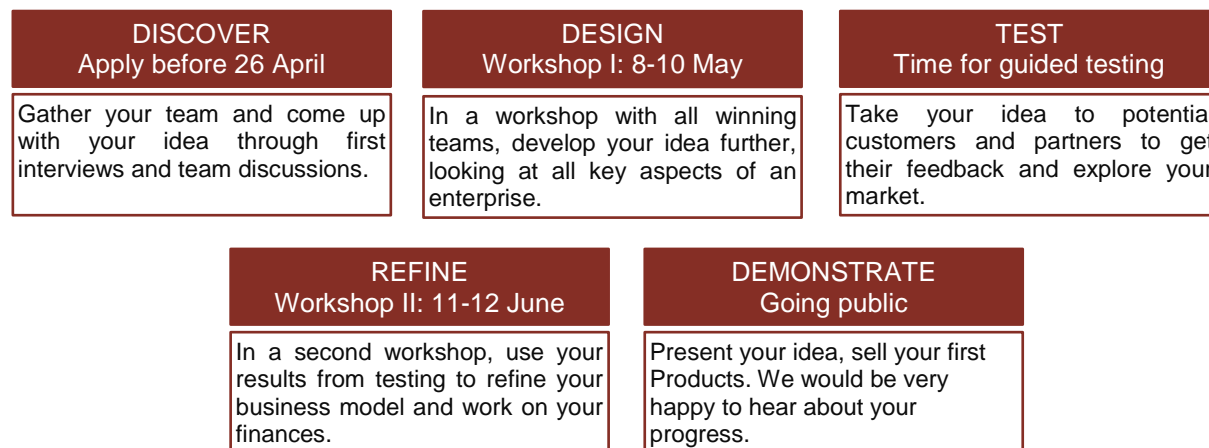 DISCOVER
Apply before 26 April
Gather your team and come up
with your idea through first
interviews and team discussions.
DESIGN
Workshop I: 8-10 May
In a workshop with all winning
teams, develop your idea further,
looking at all key aspects of an
enterprise.
TEST
Time for guided testing
Take your idea to potential
customers and partners to get
their feedback and explore your
market.
REFINE
Workshop II: 11-12 June
In a second workshop, use your
results from testing to refine your
business model and work on your
finances.
DEMONSTRATE
Going public
Present your idea, sell your first
Products. We would be very
happy to hear about your
progress.